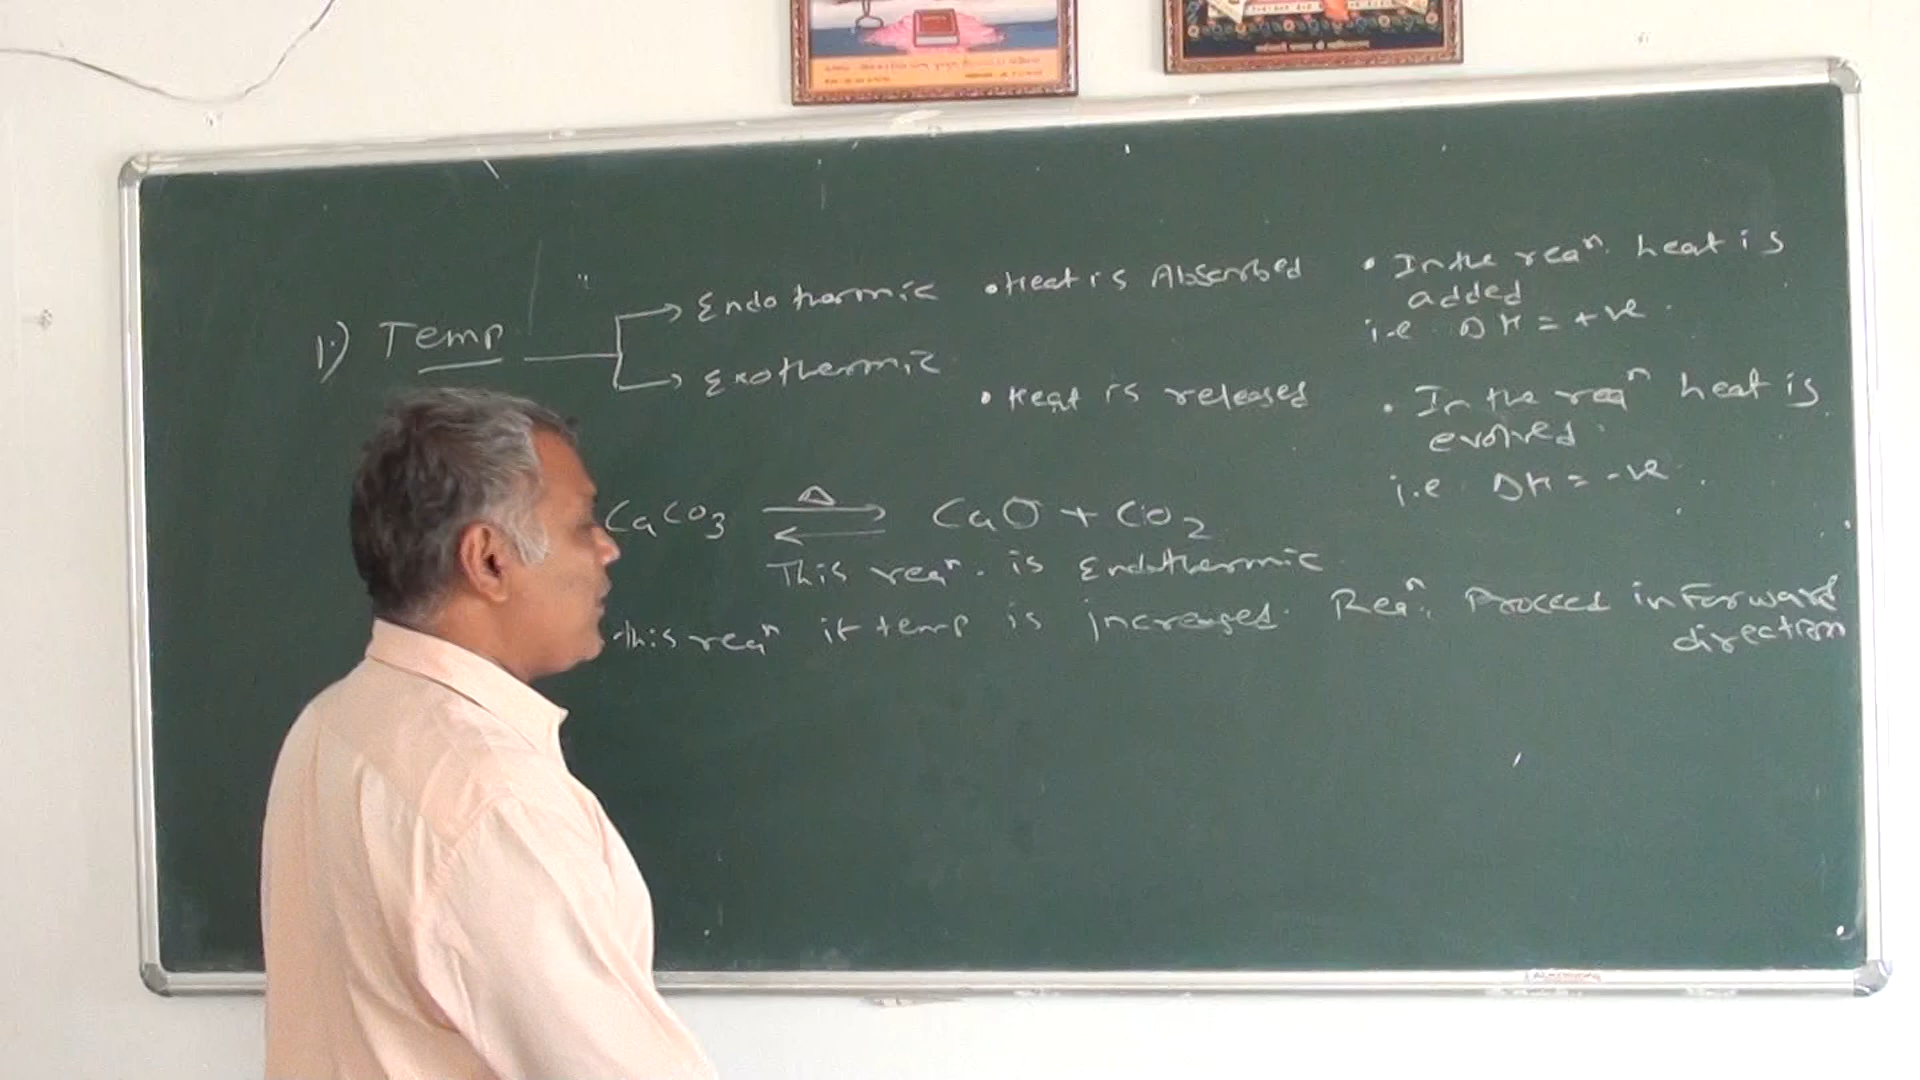 1.) Temp
Endothermic • Heat is Absorbed
Exothermic • Heat is released
• In the reaⁿ. heat is
added
i.e ΔH = +ve
• In the reaⁿ heat is
evolved
i.e ΔH = -ve
CaCO₃ ⇌ Δ CaO + CO₂
This reaⁿ. is Endothermic
This reaⁿ if temp is increases. Reaⁿ. Proceed in Forward
direction